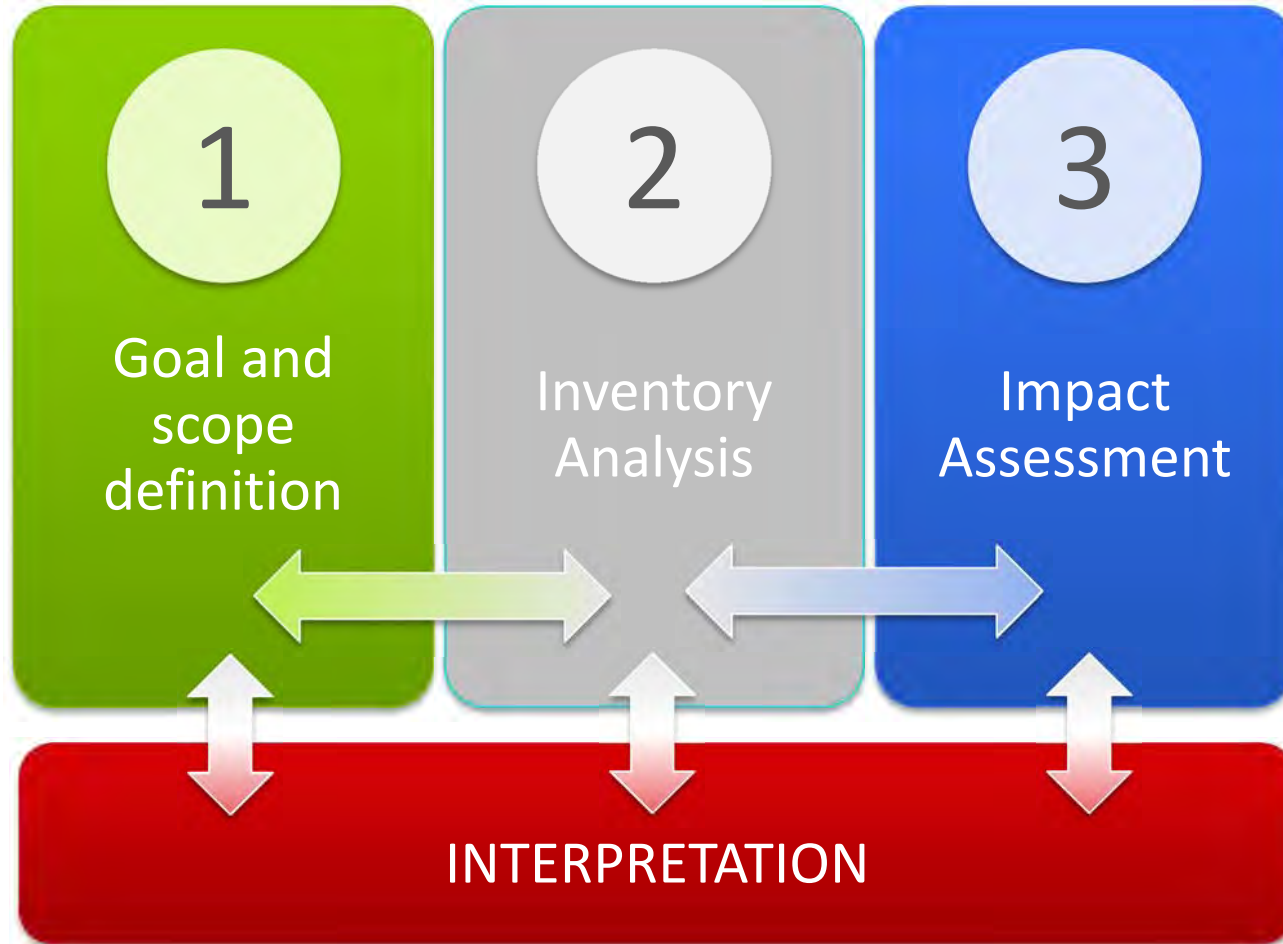 1
Goal and
scope
definition
2
Inventory
Analysis
3
Impact
Assessment
INTERPRETATION